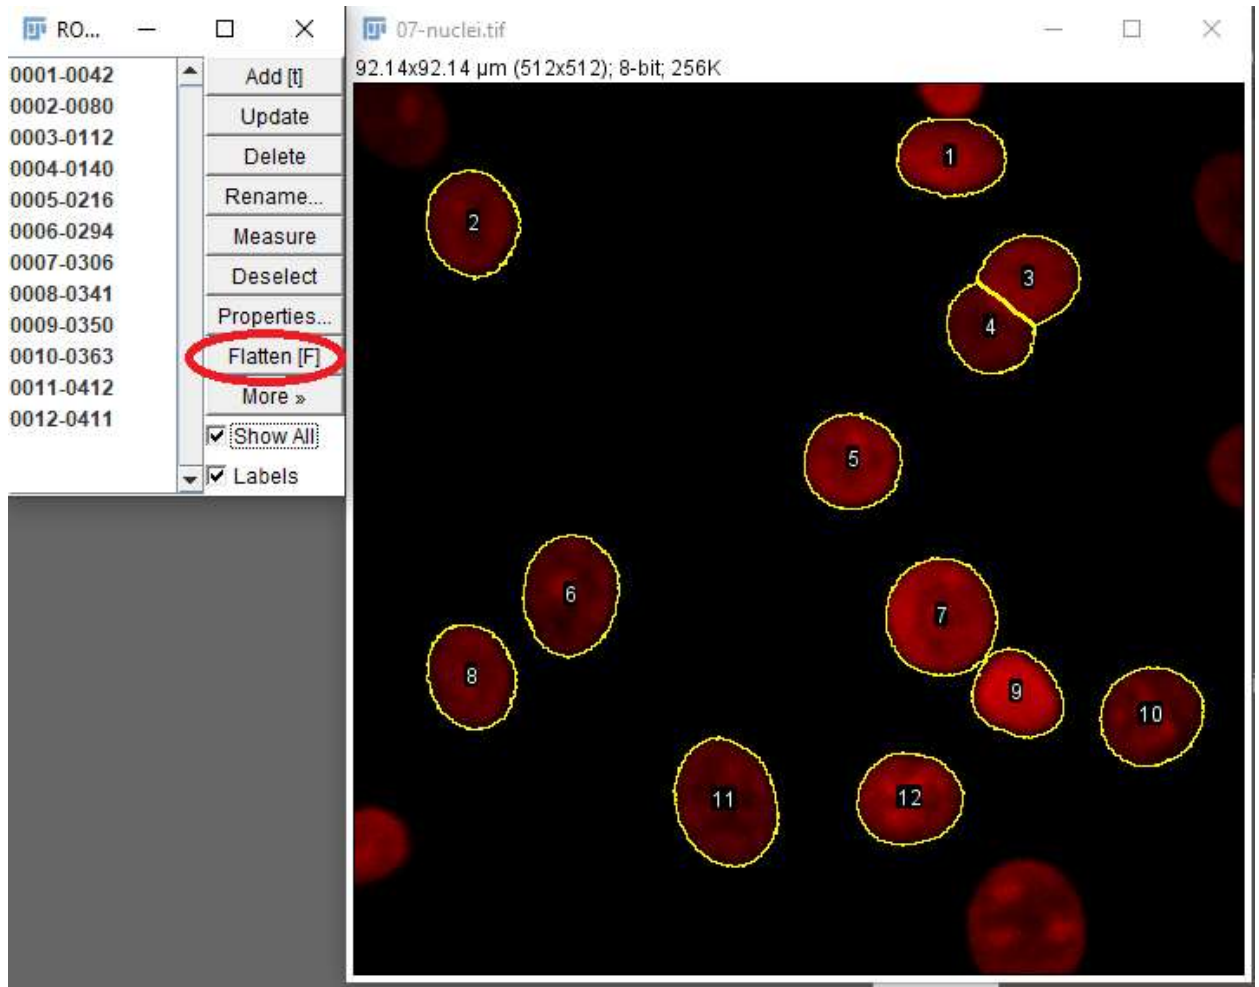 RO...
0001-0042
0002-0080
0003-0112
0004-0140
0005-0216
0006-0294
0007-0306
0008-0341
0009-0350
0010-0363
0011-0412
0012-0411
Add [t]
Update
Delete
Rename...
Measure
Deselect
Properties...
Flatten [F]
More »
Show All
Labels
07-nuclei.tif
92.14x92.14 µm (512x512); 8-bit; 256K
1
2
3
4
5
6
7
8
9
10
11
12